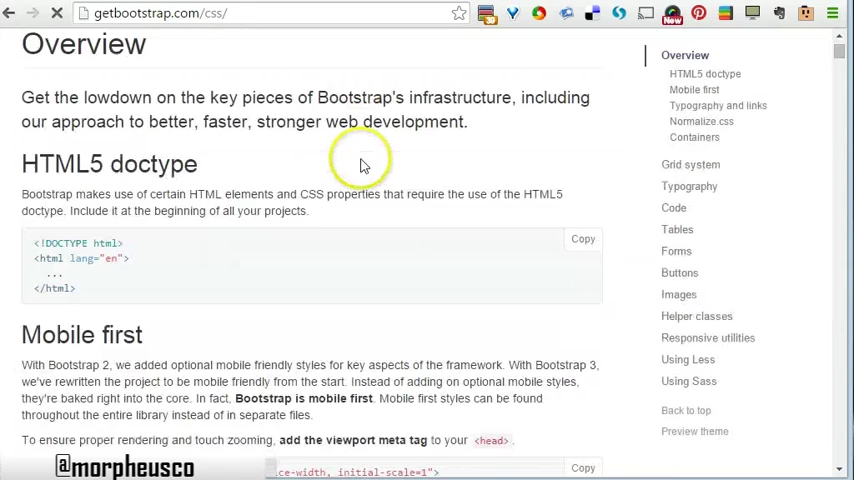 getbootstrap.com/css/
New
Overview
Get the lowdown on the key pieces of Bootstrap's infrastructure, including
our approach to better, faster, stronger web development.
HTML5 doctype
Bootstrap makes use of certain HTML elements and CSS properties that require the use of the HTML5
doctype. Include it at the beginning of all your projects.
Copy
<!DOCTYPE html>
<html lang="en">
...
</html>
Mobile first
With Bootstrap 2, we added optional mobile friendly styles for key aspects of the framework. With Bootstrap 3,
we've rewritten the project to be mobile friendly from the start. Instead of adding on optional mobile styles,
they're baked right into the core. In fact, Bootstrap is mobile first. Mobile first styles can be found
throughout the entire library instead of in separate files.
To ensure proper rendering and touch zooming, add the viewport meta tag to your <head>.
Copy
ice-width, initial-scale=1">
@morpheusco
Overview
HTML5 doctype
Mobile first
Typography and links
Normalize.css
Containers
Grid system
Typography
Code
Tables
Forms
Buttons
Images
Helper classes
Responsive utilities
Using Less
Using Sass
Back to top
Preview theme